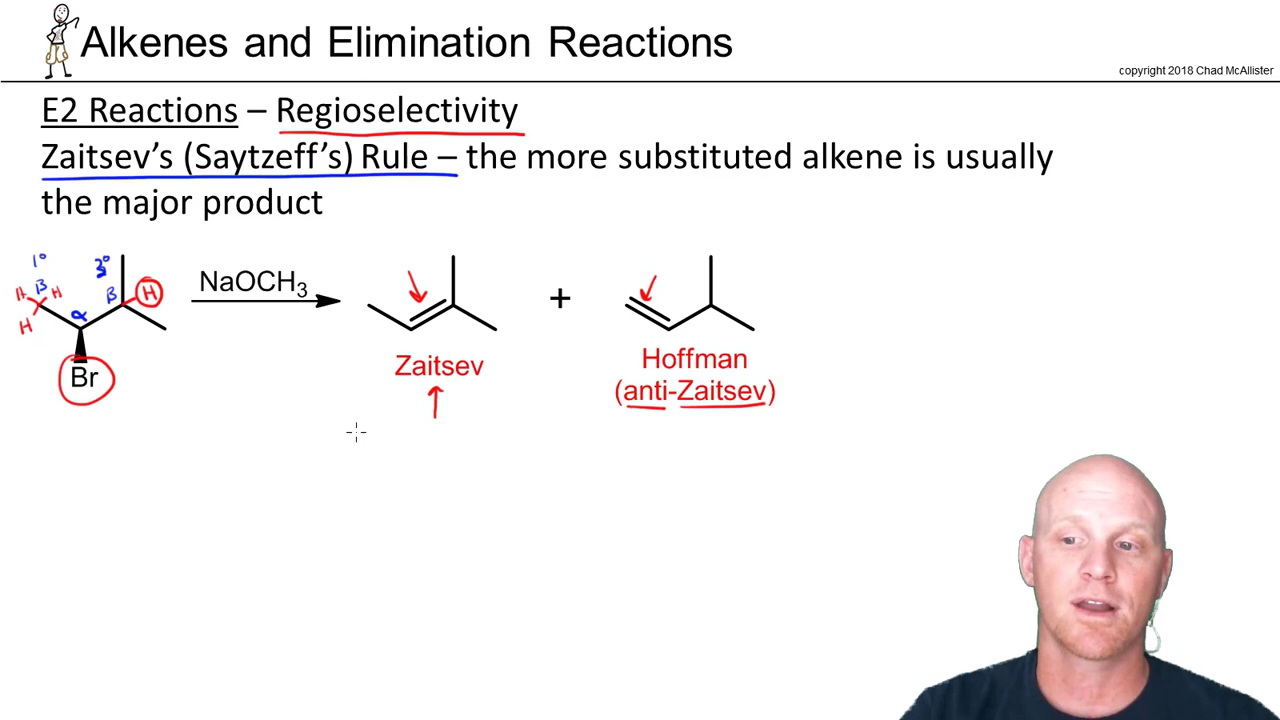 Alkenes and Elimination Reactions
copyright 2018 Chad McAllister
E2 Reactions – Regioselectivity
Zaitsev's (Saytzeff's) Rule – the more substituted alkene is usually
the major product
1° 3°
H β H β H
H α
Br
NaOCH₃
+
Zaitsev
Hoffman
(anti-Zaitsev)